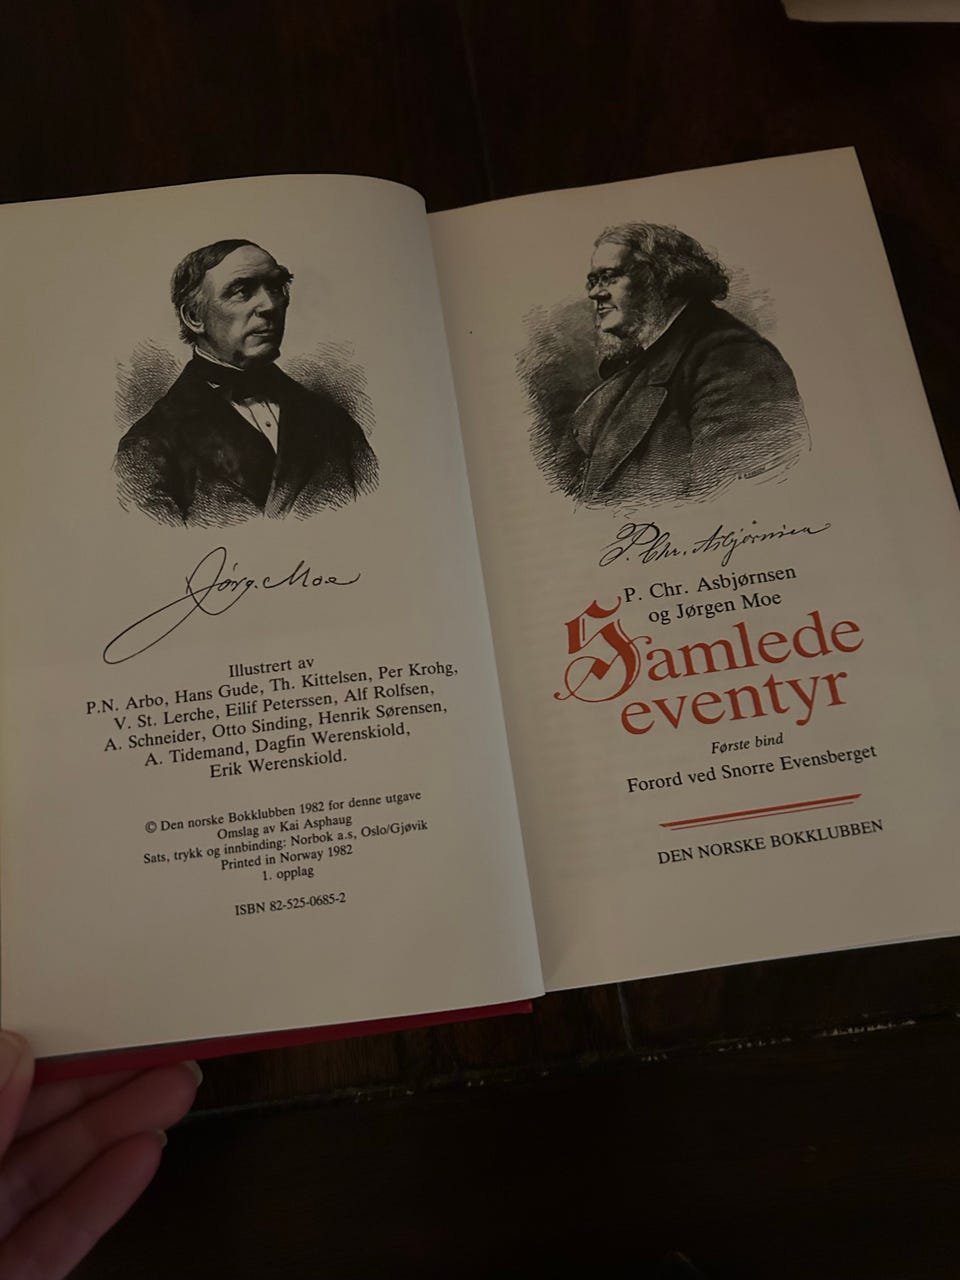 Jørg. Moe
Illustrert av
P.N. Arbo, Hans Gude, Th. Kittelsen, Per Krohg,
V. St. Lerche, Eilif Peterssen, Alf Rolfsen,
A. Schneider, Otto Sinding, Henrik Sørensen,
A. Tidemand, Dagfin Werenskiold,
Erik Werenskiold.
© Den norske Bokklubben 1982 for denne utgave
Omslag av Kai Asphaug
Sats, trykk og innbinding: Norbok a.s, Oslo/Gjøvik
Printed in Norway 1982
1. opplag
ISBN 82-525-0685-2
P. Chr. Asbjørnsen
P. Chr. Asbjørnsen
og Jørgen Moe
Samlede
eventyr
Første bind
Forord ved Snorre Evensberget
DEN NORSKE BOKKLUBBEN